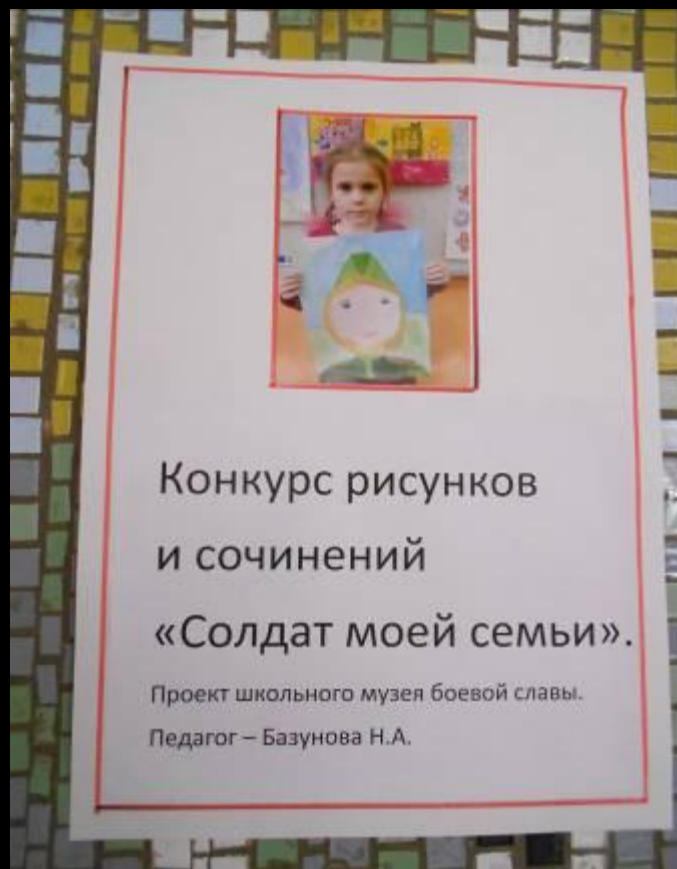 Конкурс рисунков
и сочинений
«Солдат моей семьи».
Проект школьного музея боевой славы.
Педагог – Базунова Н.А.